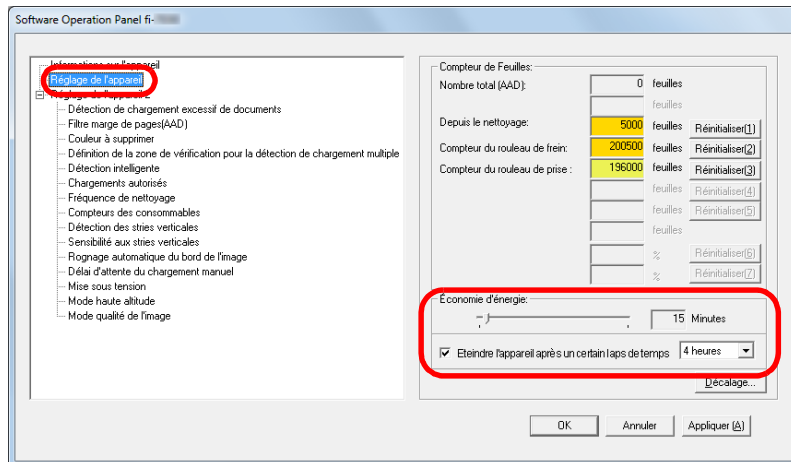 Software Operation Panel fi-
Informations sur l'appareil
Réglage de l'appareil
Réglage de l'appareil 2
Détection de chargement excessif de documents
Filtre marge de pages(AAD)
Couleur à supprimer
Définition de la zone de vérification pour la détection de chargement multiple
Détection intelligente
Chargements autorisés
Fréquence de nettoyage
Compteurs des consommables
Détection des stries verticales
Sensibilité aux stries verticales
Rognage automatique du bord de l'image
Délai d'attente du chargement manuel
Mise sous tension
Mode haute altitude
Mode qualité de l'image
Compteur de Feuilles:
Nombre total (AAD): 0 feuilles
feuilles
Depuis le nettoyage: 5000 feuilles Réinitialiser(1)
Compteur du rouleau de frein: 200500 feuilles Réinitialiser(2)
Compteur du rouleau de prise : 196000 feuilles Réinitialiser(3)
feuilles Réinitialiser(4)
feuilles Réinitialiser(5)
feuilles
% Réinitialiser(6)
% Réinitialiser(7)
Économie d'énergie:
15 Minutes
Eteindre l'appareil après un certain laps de temps 4 heures
Décalage...
OK Annuler Appliquer (A)